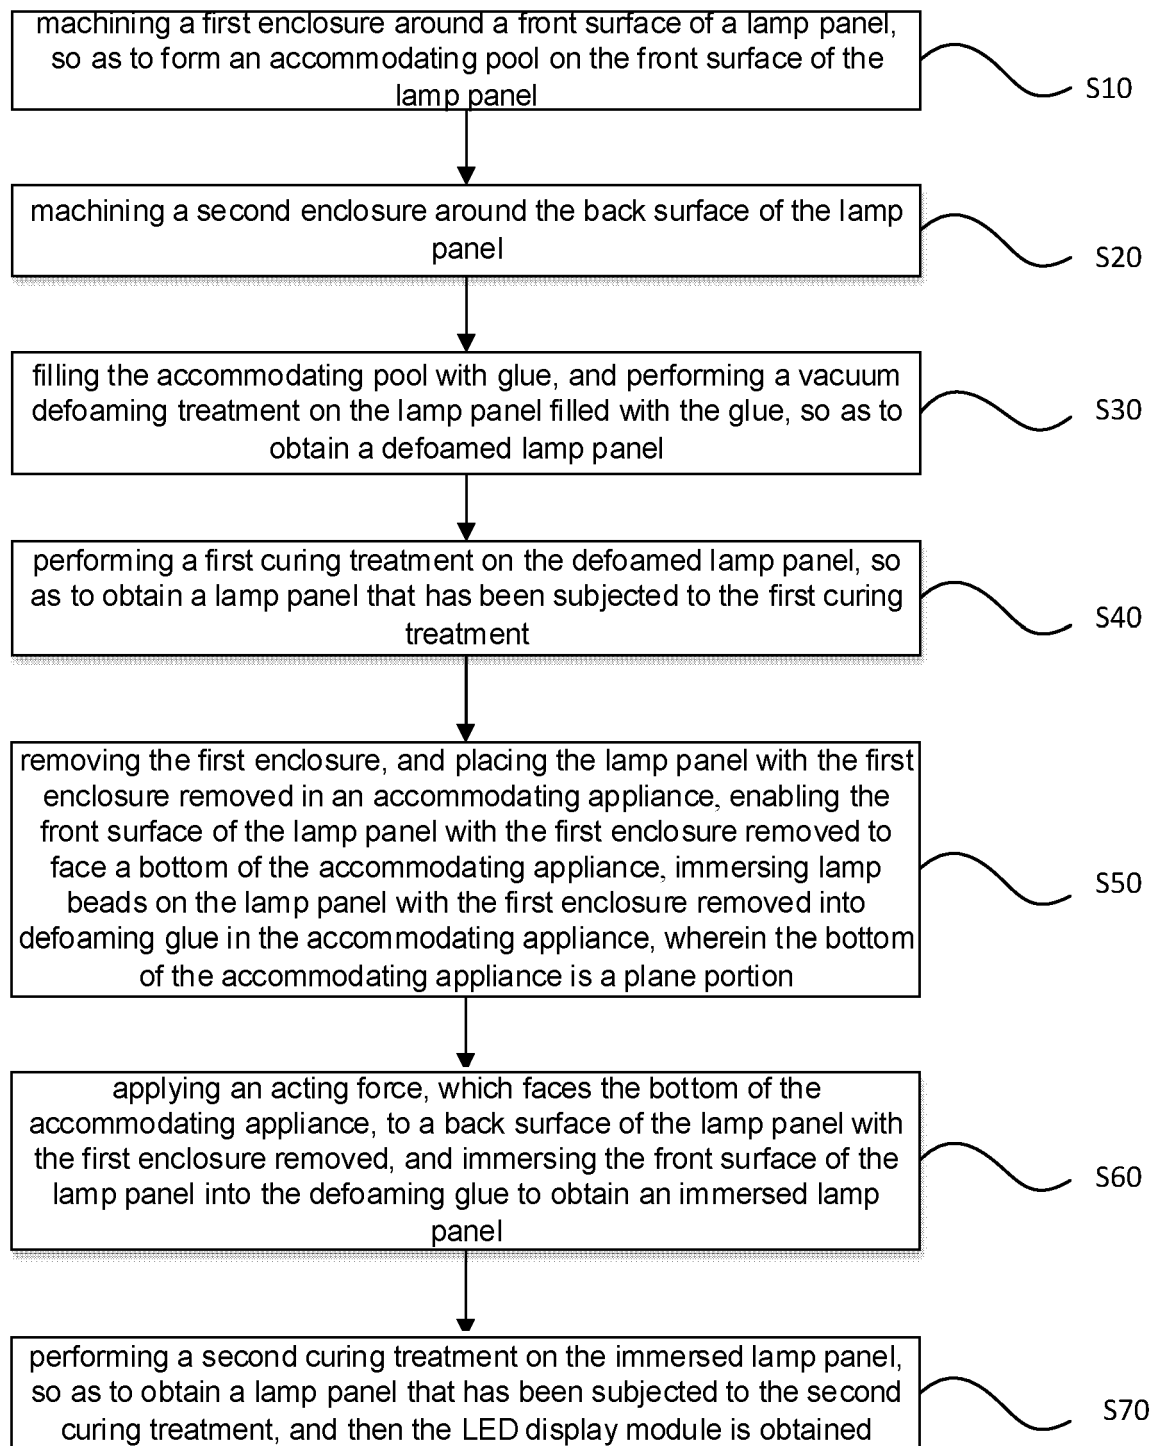 machining a first enclosure around a front surface of a lamp panel,
so as to form an accommodating pool on the front surface of the
lamp panel
S10
machining a second enclosure around the back surface of the lamp
panel
S20
filling the accommodating pool with glue, and performing a vacuum
defoaming treatment on the lamp panel filled with the glue, so as to
obtain a defoamed lamp panel
S30
performing a first curing treatment on the defoamed lamp panel, so
as to obtain a lamp panel that has been subjected to the first curing
treatment
S40
removing the first enclosure, and placing the lamp panel with the first
enclosure removed in an accommodating appliance, enabling the
front surface of the lamp panel with the first enclosure removed to
face a bottom of the accommodating appliance, immersing lamp
beads on the lamp panel with the first enclosure removed into
defoaming glue in the accommodating appliance, wherein the bottom
of the accommodating appliance is a plane portion
S50
applying an acting force, which faces the bottom of the
accommodating appliance, to a back surface of the lamp panel with
the first enclosure removed, and immersing the front surface of the
lamp panel into the defoaming glue to obtain an immersed lamp
panel
S60
performing a second curing treatment on the immersed lamp panel,
so as to obtain a lamp panel that has been subjected to the second
curing treatment, and then the LED display module is obtained
S70